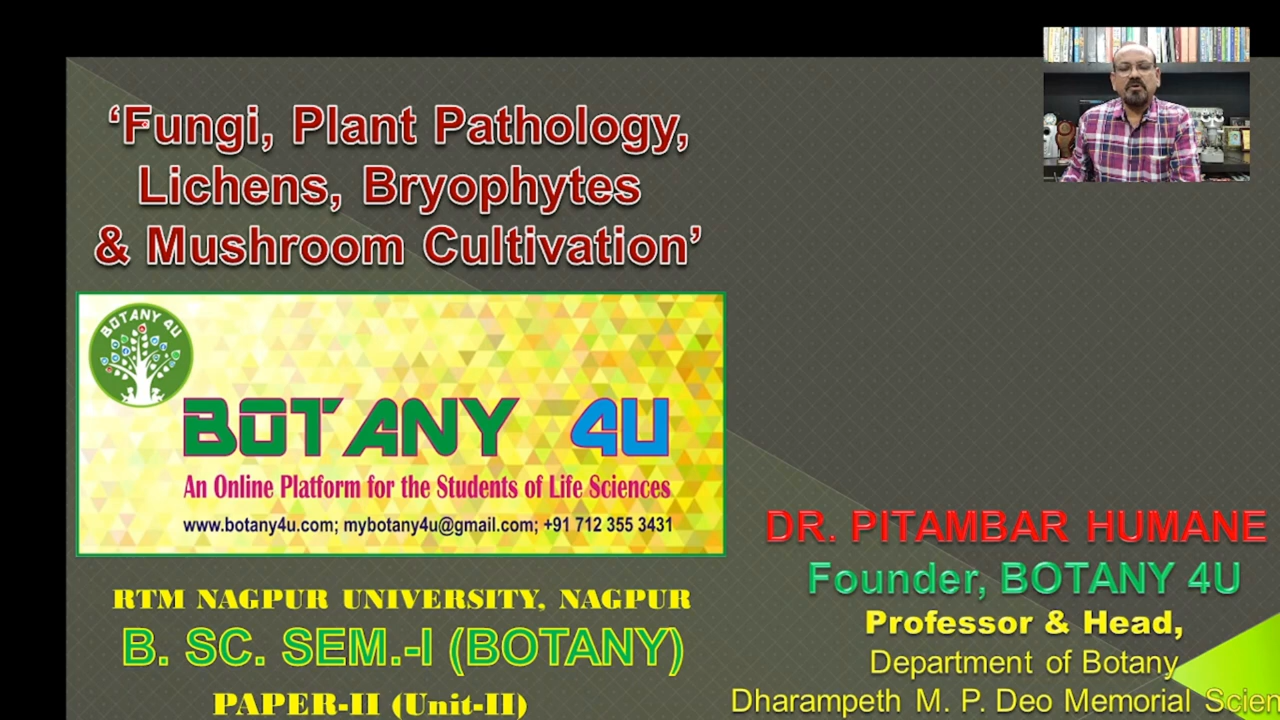 ‘Fungi, Plant Pathology,
Lichens, Bryophytes
& Mushroom Cultivation’
BOTANY 4U
BOTANY 4U
An Online Platform for the Students of Life Sciences
www.botany4u.com; mybotany4u@gmail.com; +91 712 355 3431
RTM NAGPUR UNIVERSITY, NAGPUR
B. SC. SEM.-I (BOTANY)
PAPER-II (Unit-II)
DR. PITAMBAR HUMANE
Founder, BOTANY 4U
Professor & Head,
Department of Botany
Dharampeth M. P. Deo Memorial Scien